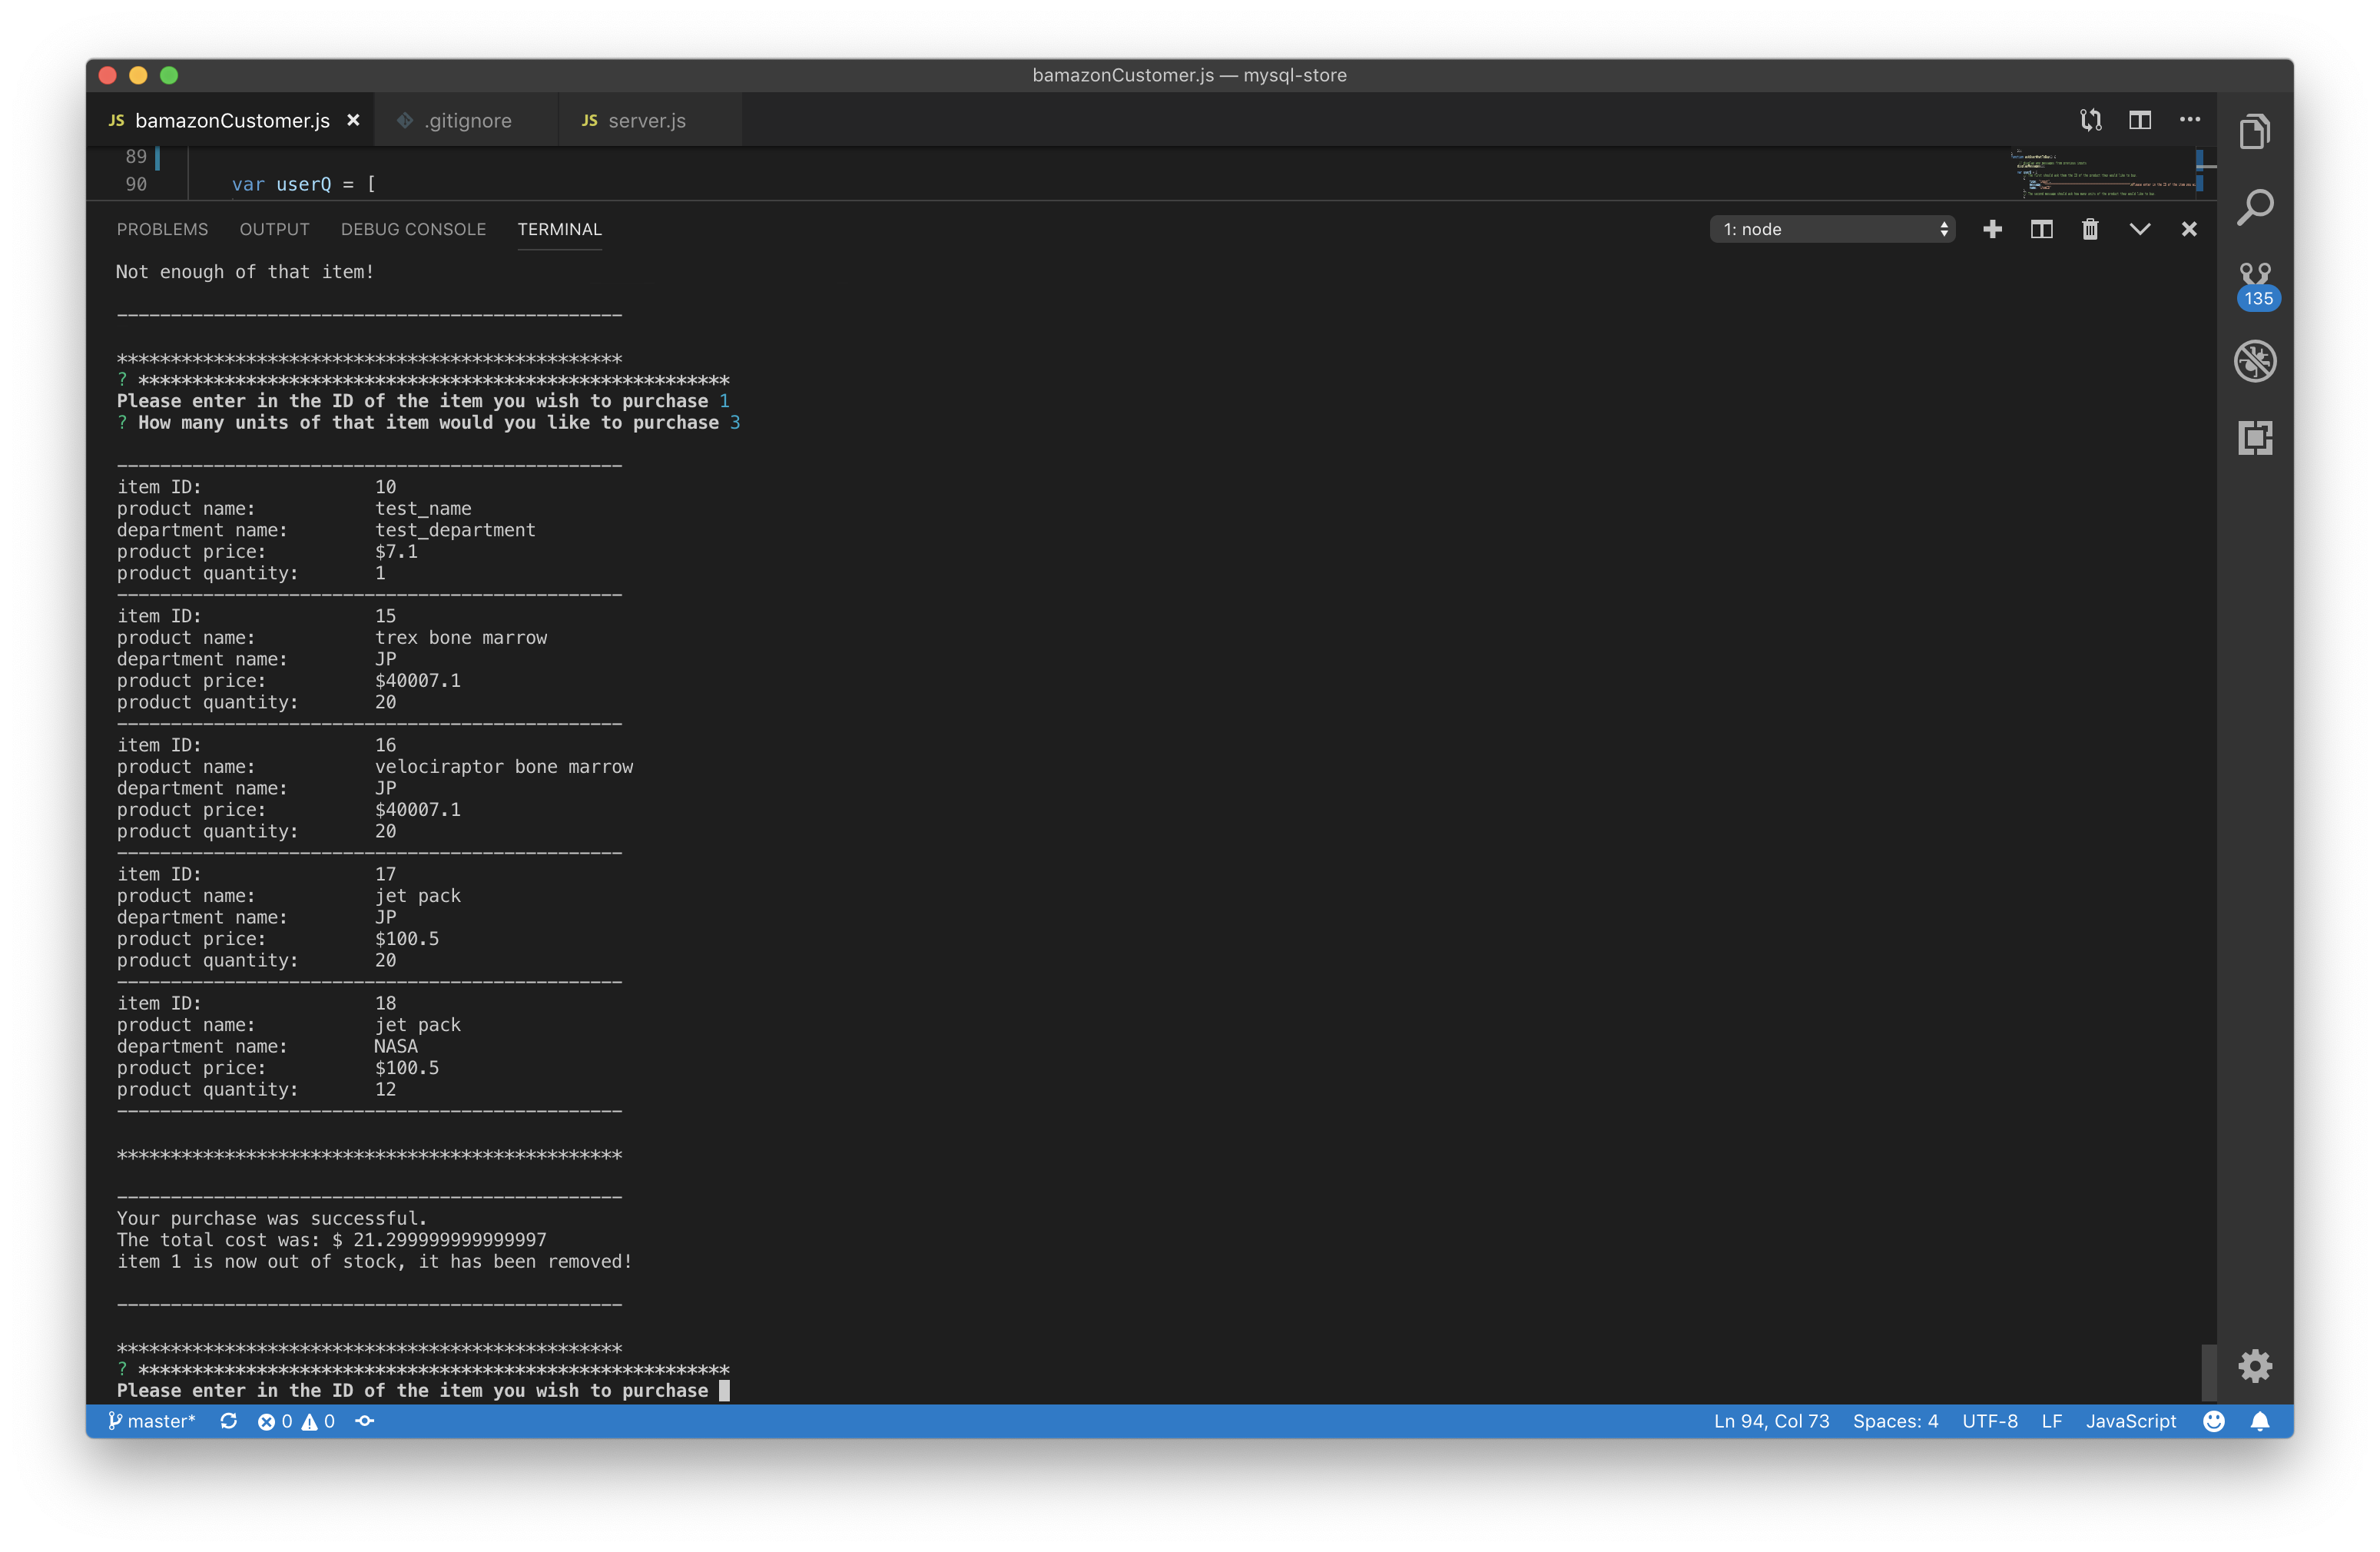 bamazonCustomer.js — mysql-store
JS bamazonCustomer.js ×
.gitignore
JS server.js
89
90 var userQ = [
PROBLEMS OUTPUT DEBUG CONSOLE TERMINAL
1: node
135
Not enough of that item!
-----------------------------------------------
***********************************************
? *******************************************************
Please enter in the ID of the item you wish to purchase 1
? How many units of that item would you like to purchase 3
-----------------------------------------------
item ID: 10
product name: test_name
department name: test_department
product price: $7.1
product quantity: 1
-----------------------------------------------
item ID: 15
product name: trex bone marrow
department name: JP
product price: $40007.1
product quantity: 20
-----------------------------------------------
item ID: 16
product name: velociraptor bone marrow
department name: JP
product price: $40007.1
product quantity: 20
-----------------------------------------------
item ID: 17
product name: jet pack
department name: JP
product price: $100.5
product quantity: 20
-----------------------------------------------
item ID: 18
product name: jet pack
department name: NASA
product price: $100.5
product quantity: 12
-----------------------------------------------
***********************************************
-----------------------------------------------
Your purchase was successful.
The total cost was: $ 21.299999999999997
item 1 is now out of stock, it has been removed!
-----------------------------------------------
***********************************************
? *******************************************************
Please enter in the ID of the item you wish to purchase
master* 0 0 Ln 94, Col 73 Spaces: 4 UTF-8 LF JavaScript